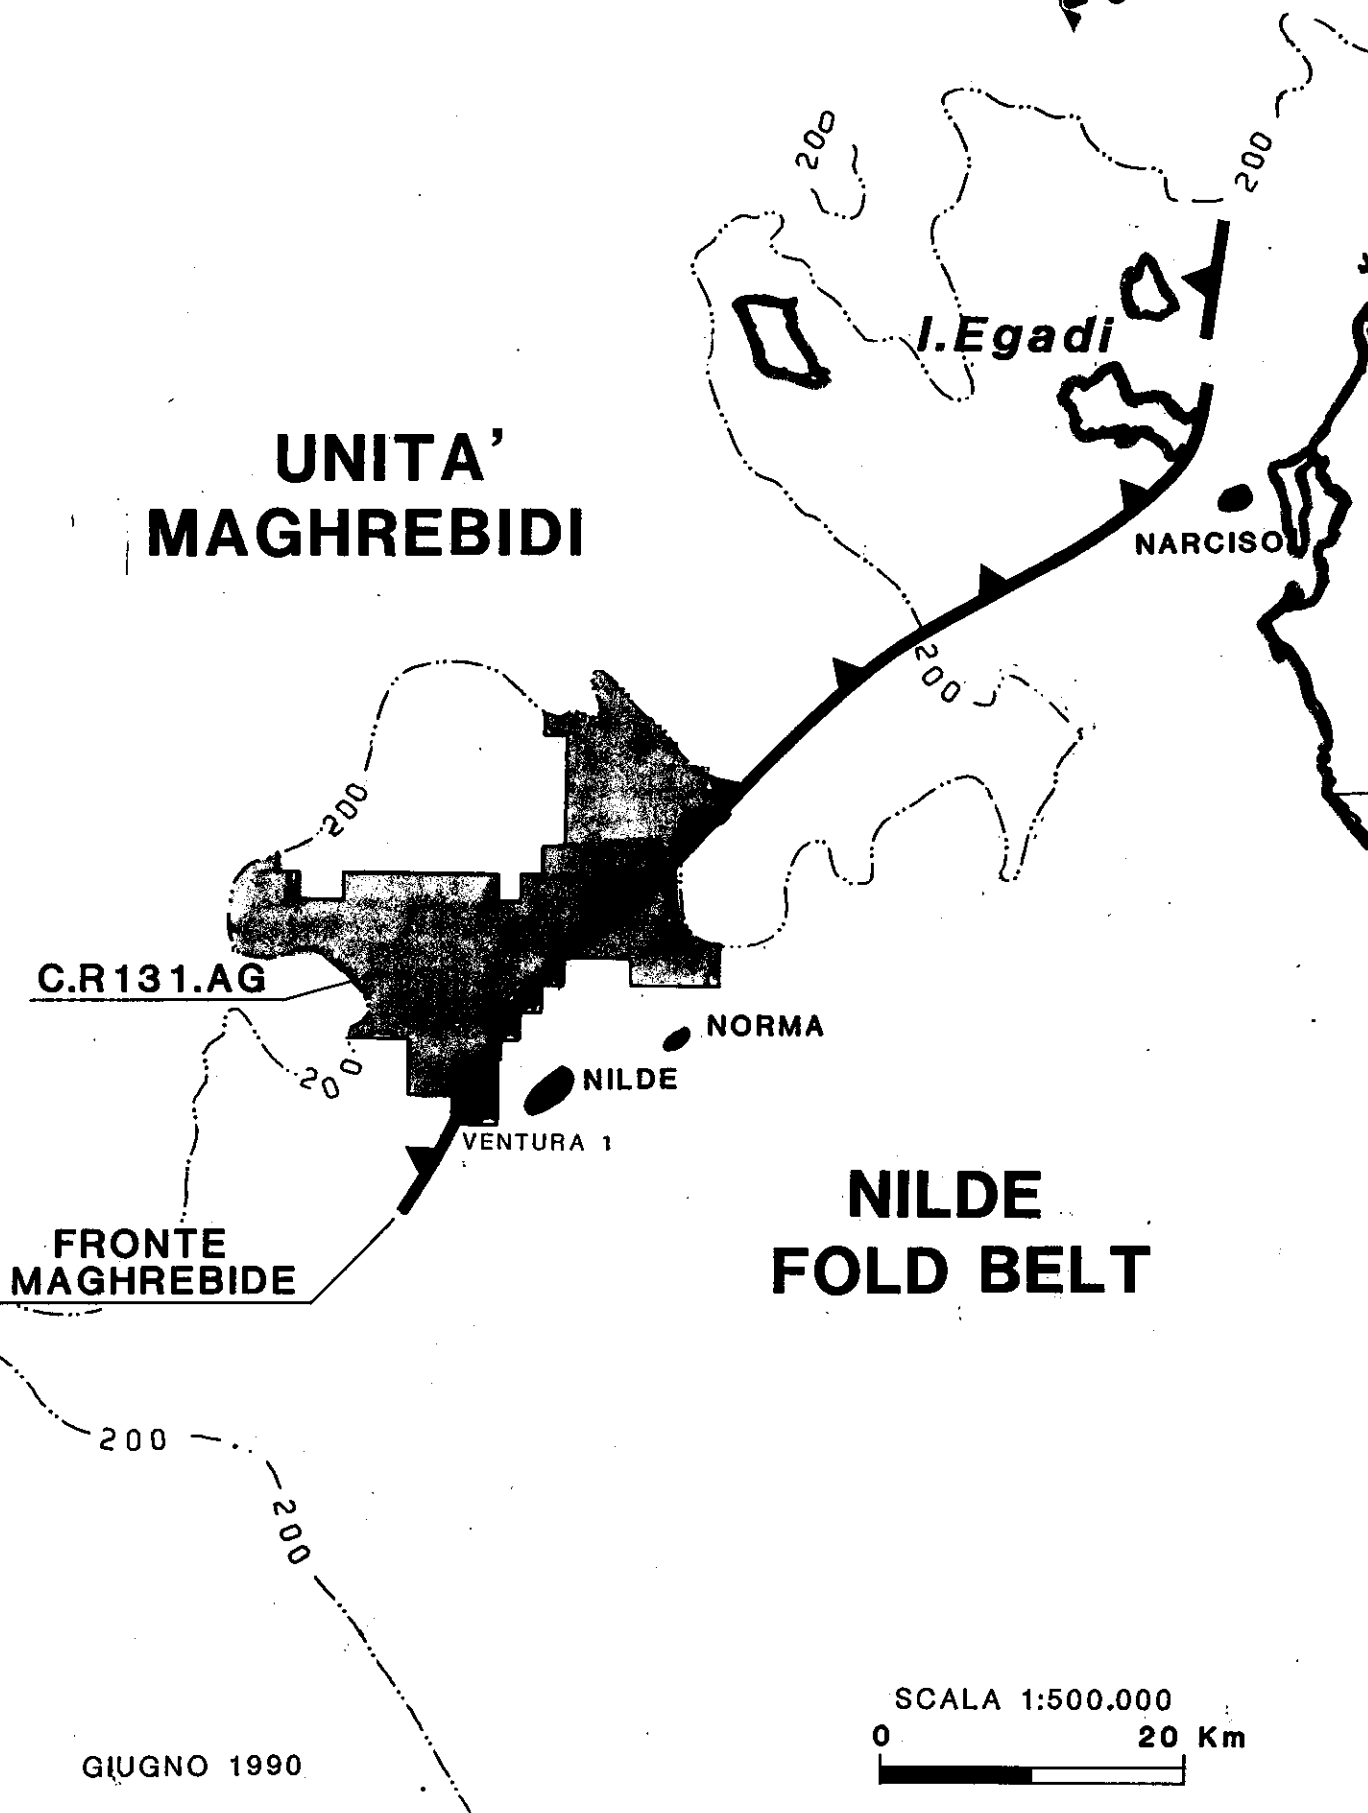 200
200
I.Egadi
UNITA'
MAGHREBIDI
NARCISO
200
200
C.R131.AG
NORMA
200
NILDE
VENTURA 1
NILDE
FOLD BELT
FRONTE
MAGHREBIDE
200
200
SCALA 1:500.000
0 20 Km
GIUGNO 1990